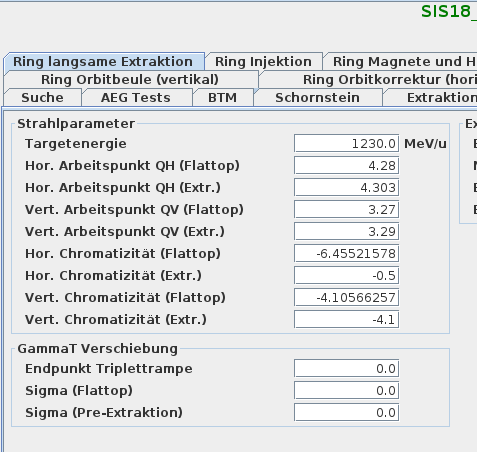 SIS18_
Ring langsame Extraktion Ring Injektion Ring Magnete und H
Ring Orbitbeule (vertikal) Ring Orbitkorrektur (hori
Suche AEG Tests BTM Schornstein Extraktion
Strahlparameter Ex
Targetenergie 1230.0 MeV/u
Hor. Arbeitspunkt QH (Flattop) 4.28
Hor. Arbeitspunkt QH (Extr.) 4.303
Vert. Arbeitspunkt QV (Flattop) 3.27
Vert. Arbeitspunkt QV (Extr.) 3.29
Hor. Chromatizität (Flattop) -6.45521578
Hor. Chromatizität (Extr.) -0.5
Vert. Chromatizität (Flattop) -4.10566257
Vert. Chromatizität (Extr.) -4.1
GammaT Verschiebung
Endpunkt Triplettrampe 0.0
Sigma (Flattop) 0.0
Sigma (Pre-Extraktion) 0.0